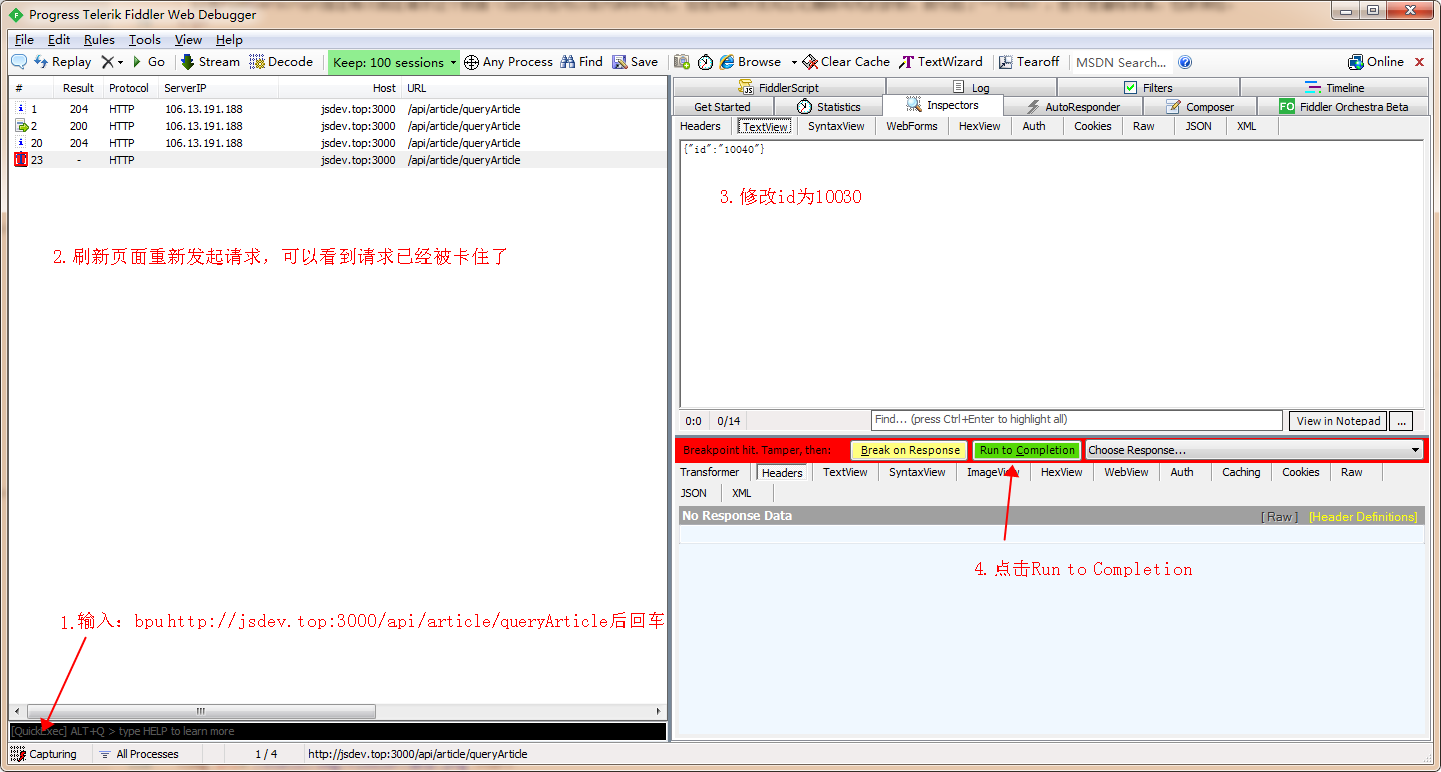 Progress Telerik Fiddler Web Debugger
File Edit Rules Tools View Help
Replay Go Stream Decode Keep: 100 sessions Any Process Find Save Browse Clear Cache TextWizard Tearoff MSDN Search... Online
# Result Protocol ServerIP Host URL
1 204 HTTP 106.13.191.188 jsdev.top:3000 /api/article/queryArticle
2 200 HTTP 106.13.191.188 jsdev.top:3000 /api/article/queryArticle
20 204 HTTP 106.13.191.188 jsdev.top:3000 /api/article/queryArticle
23 - HTTP jsdev.top:3000 /api/article/queryArticle
2. 刷新页面重新发起请求，可以看到请求已经被卡住了
1.输入：bpu http://jsdev.top:3000/api/article/queryArticle后回车
[QuickExec] ALT+Q > type HELP to learn more
FiddlerScript Log Filters Timeline
Get Started Statistics Inspectors AutoResponder Composer FO Fiddler Orchestra Beta
Headers TextView SyntaxView WebForms HexView Auth Cookies Raw JSON XML
{"id":"10040"}
3. 修改id为10030
0:0 0/14 Find... (press Ctrl+Enter to highlight all) View in Notepad ...
Breakpoint hit. Tamper, then: Break on Response Run to Completion Choose Response...
Transformer Headers TextView SyntaxView ImageView HexView WebView Auth Caching Cookies Raw
JSON XML
No Response Data [ Raw ] [Header Definitions]
4. 点击Run to Completion
Capturing All Processes 1 / 4 http://jsdev.top:3000/api/article/queryArticle